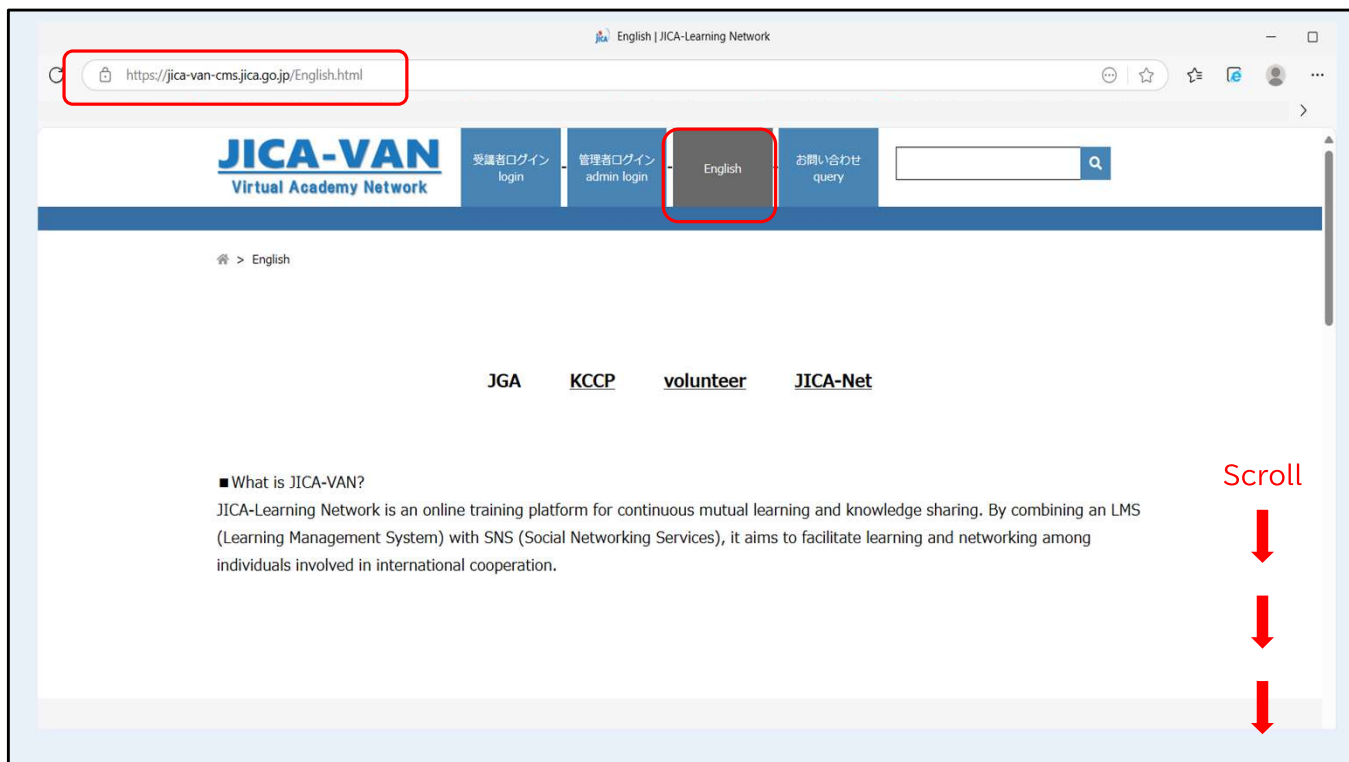 English | JICA-Learning Network
https://jica-van-cms.jica.go.jp/English.html
JICA-VAN
Virtual Academy Network
受講者ログイン
login
管理者ログイン
admin login
English
お問い合わせ
query
> English
JGA KCCP volunteer JICA-Net
■What is JICA-VAN?
JICA-Learning Network is an online training platform for continuous mutual learning and knowledge sharing. By combining an LMS
(Learning Management System) with SNS (Social Networking Services), it aims to facilitate learning and networking among
individuals involved in international cooperation.
Scroll